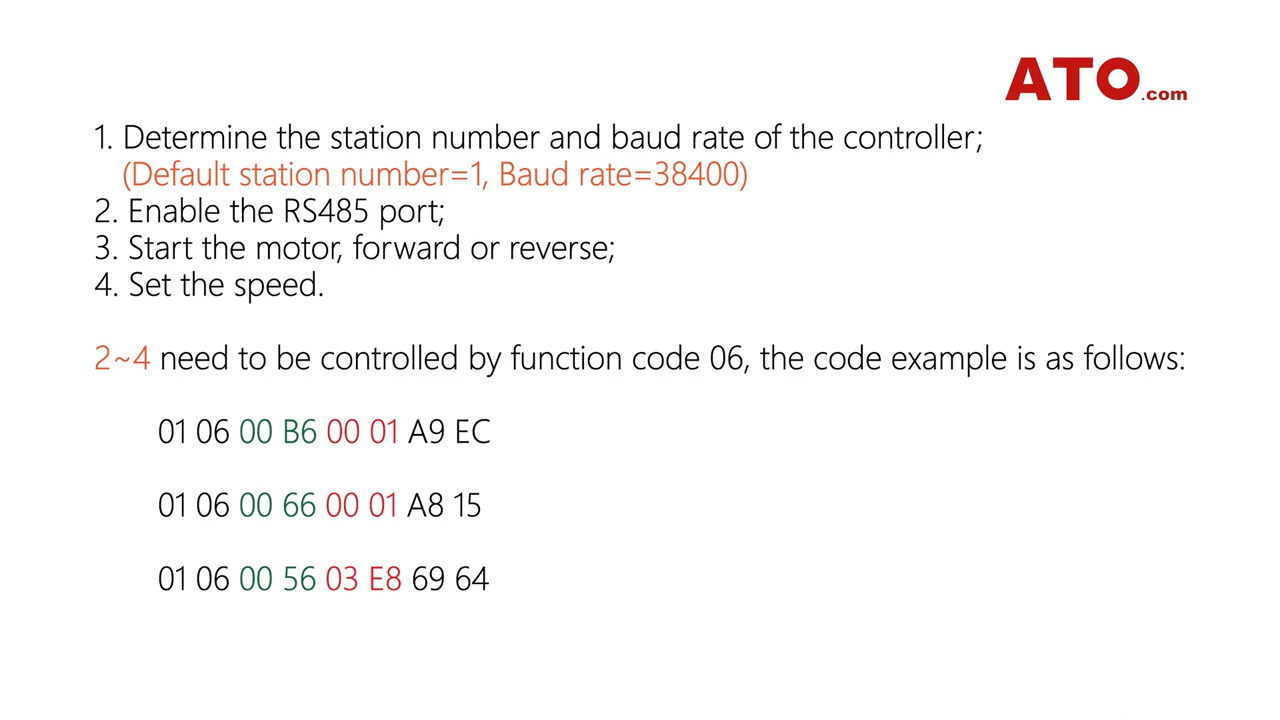 ATO.com
1. Determine the station number and baud rate of the controller;
(Default station number=1, Baud rate=38400)
2. Enable the RS485 port;
3. Start the motor, forward or reverse;
4. Set the speed.
2~4 need to be controlled by function code 06, the code example is as follows:
01 06 00 B6 00 01 A9 EC
01 06 00 66 00 01 A8 15
01 06 00 56 03 E8 69 64